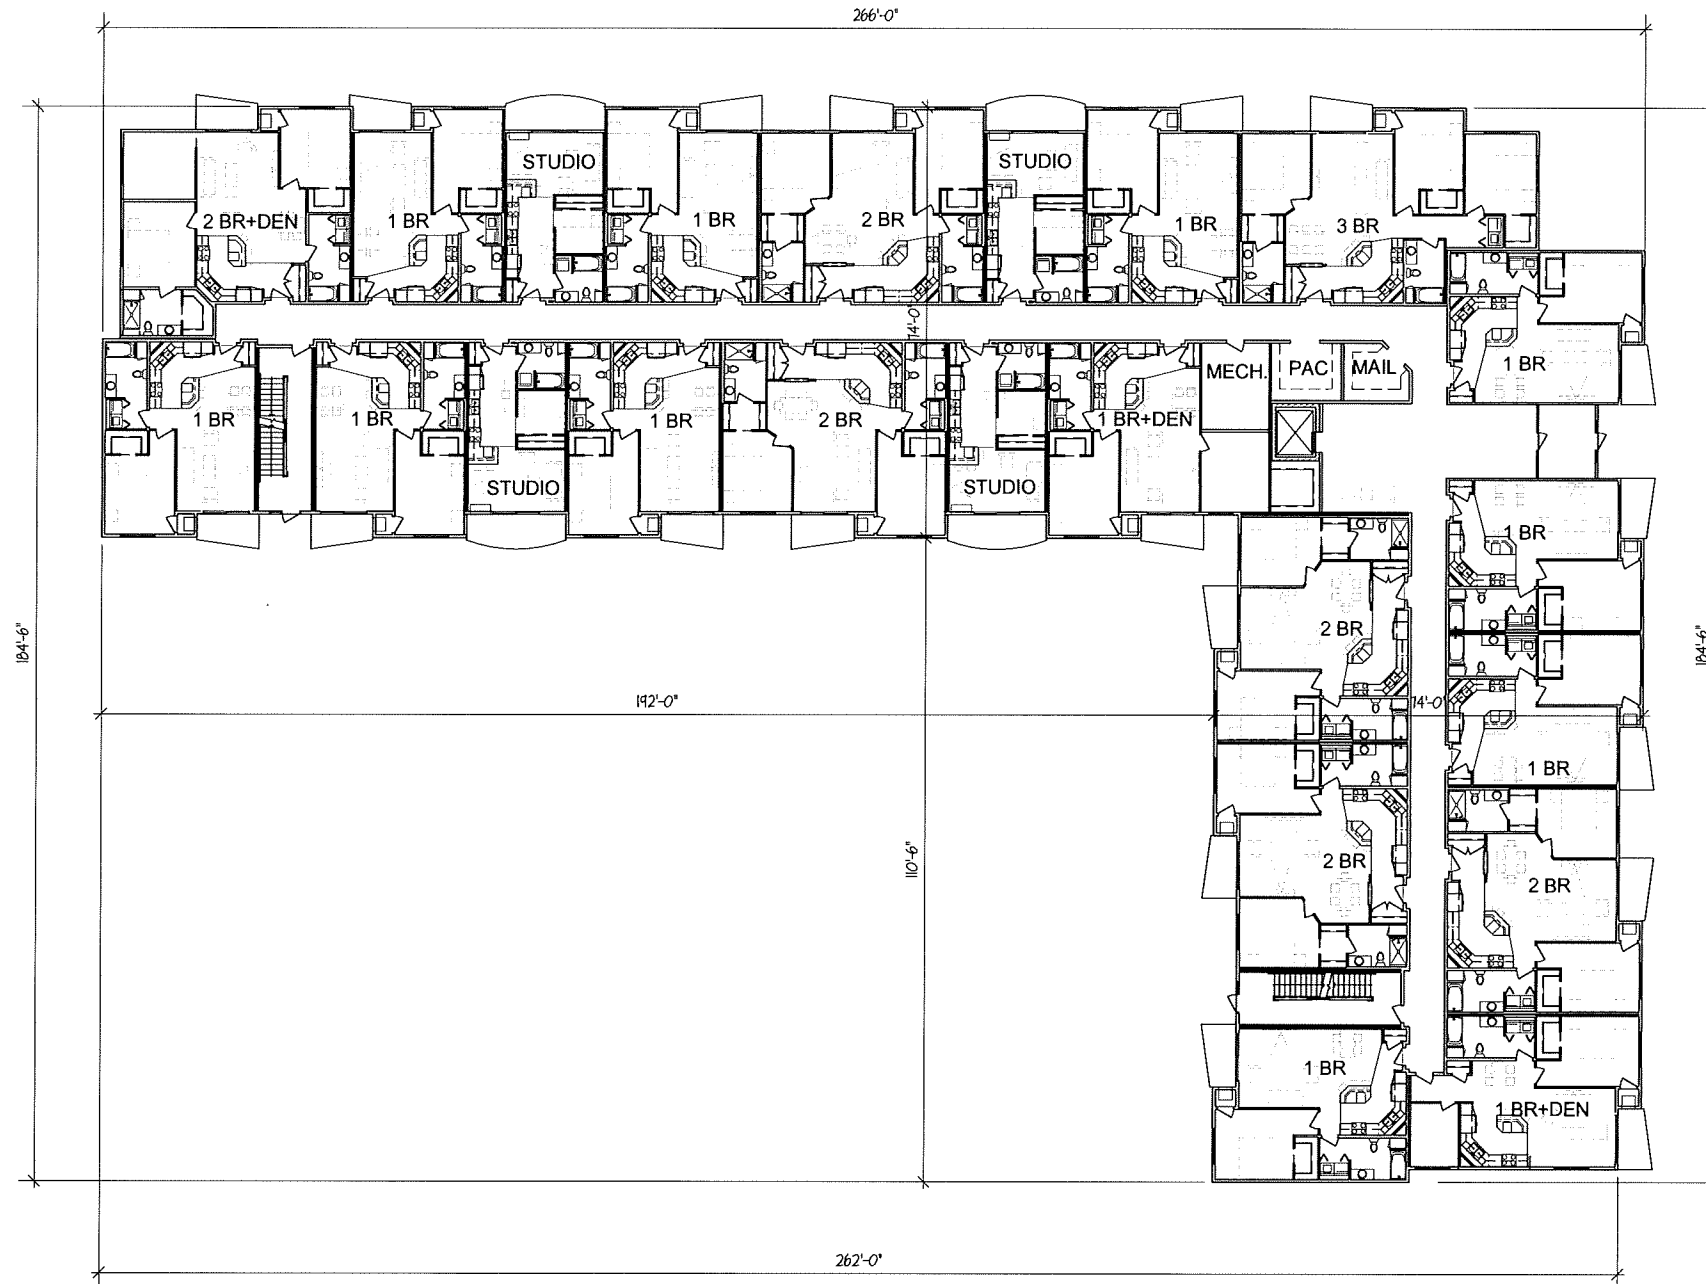 266'-0"
STUDIO
STUDIO
2 BR+DEN
1 BR
1 BR
2 BR
1 BR
3 BR
74'-0"
MECH.
PAC
MAIL
1 BR
1 BR
1 BR
1 BR
2 BR
1 BR+DEN
STUDIO
STUDIO
1 BR
184'-6"
2 BR
184'-6"
192'-0"
74'-0"
1 BR
110'-6"
2 BR
2 BR
1 BR
1 BR+DEN
262'-0"